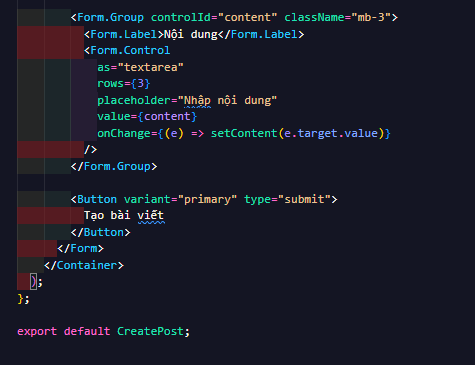 <Form.Group controlId="content" className="mb-3">
<Form.Label>Nội dung</Form.Label>
<Form.Control
as="textarea"
rows={3}
placeholder="Nhập nội dung"
value={content}
onChange={(e) => setContent(e.target.value)}
/>
</Form.Group>
<Button variant="primary" type="submit">
Tạo bài viết
</Button>
</Form>
</Container>
);
};
export default CreatePost;